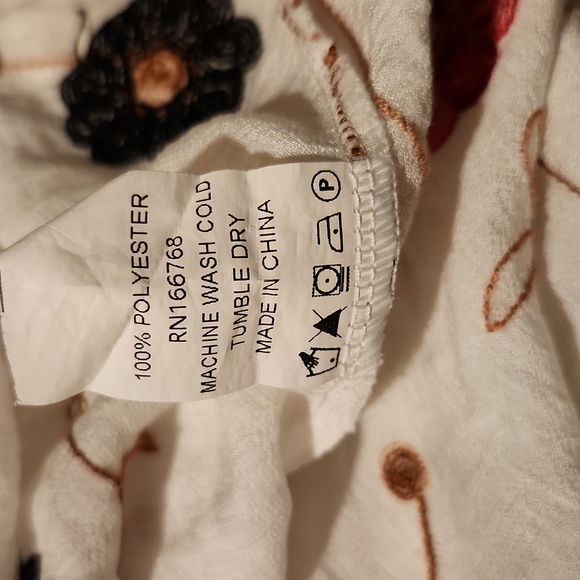 100% POLYESTER
RN166768
MACHINE WASH COLD
TUMBLE DRY
MADE IN CHINA
P